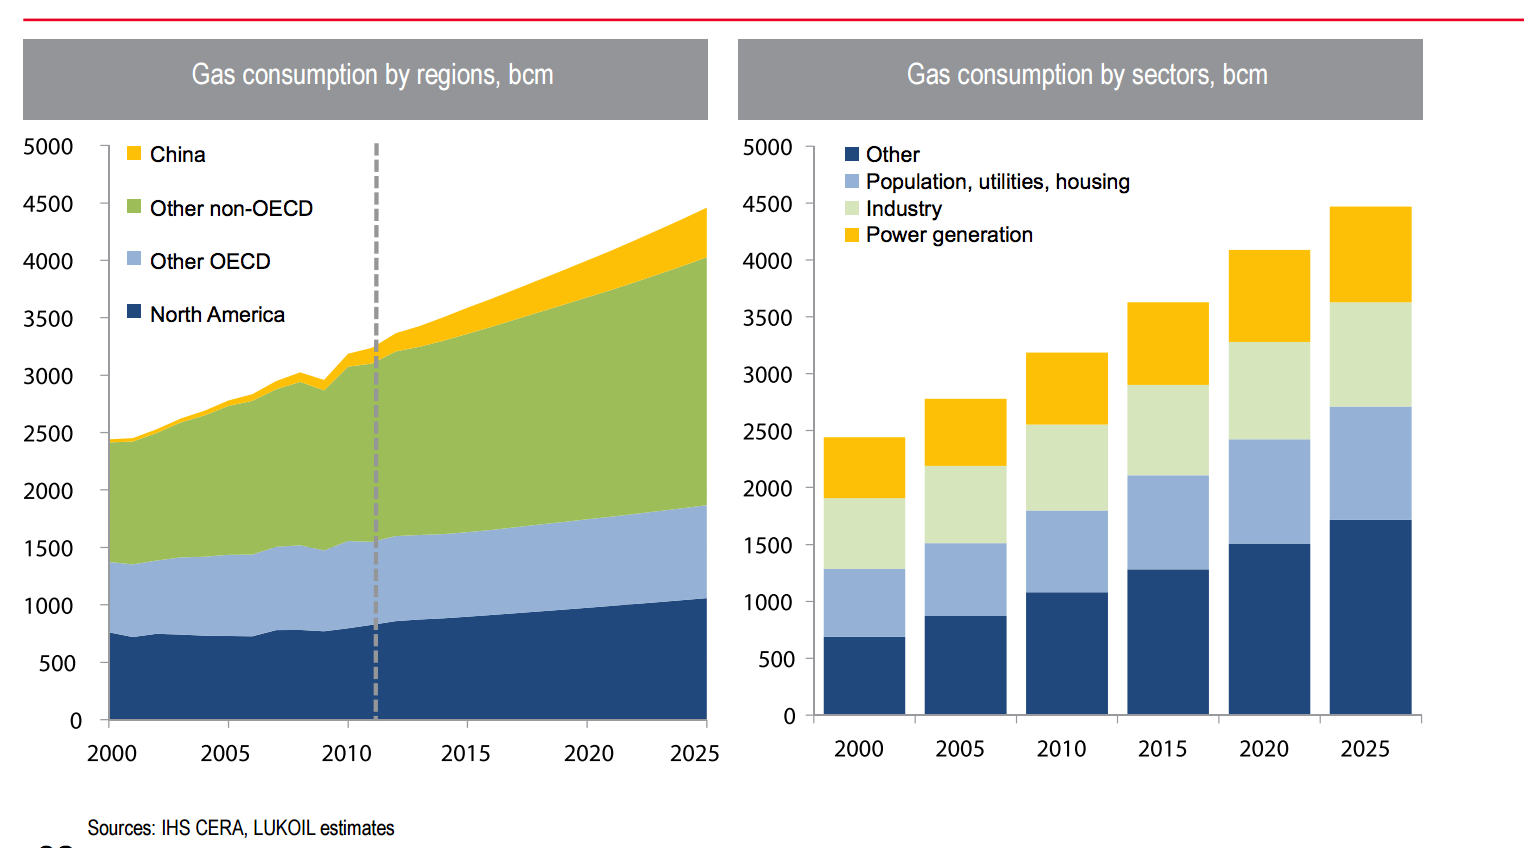 Gas consumption by regions, bcm
5000
4500
4000
3500
3000
2500
2000
1500
1000
500
0
China
Other non-OECD
Other OECD
North America
2000 2005 2010 2015 2020 2025
Gas consumption by sectors, bcm
5000
4500
4000
3500
3000
2500
2000
1500
1000
500
0
Other
Population, utilities, housing
Industry
Power generation
2000 2005 2010 2015 2020 2025
Sources: IHS CERA, LUKOIL estimates